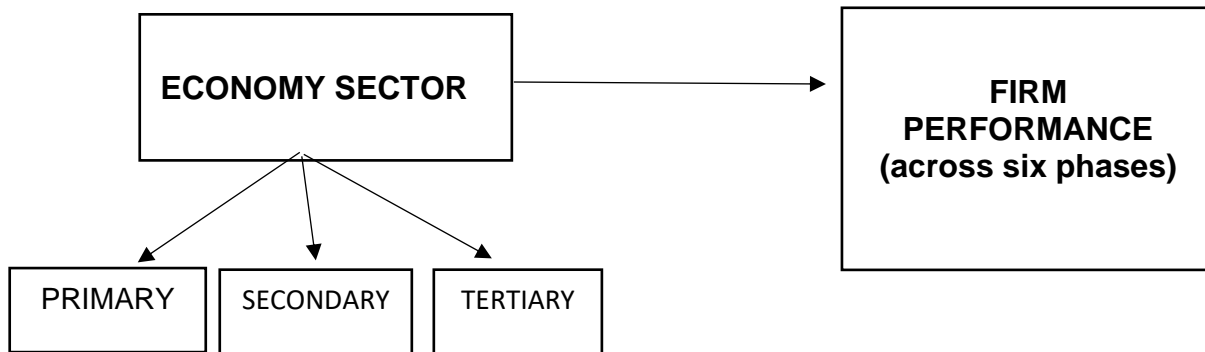 ECONOMY SECTOR
FIRM
PERFORMANCE
(across six phases)
PRIMARY
SECONDARY
TERTIARY